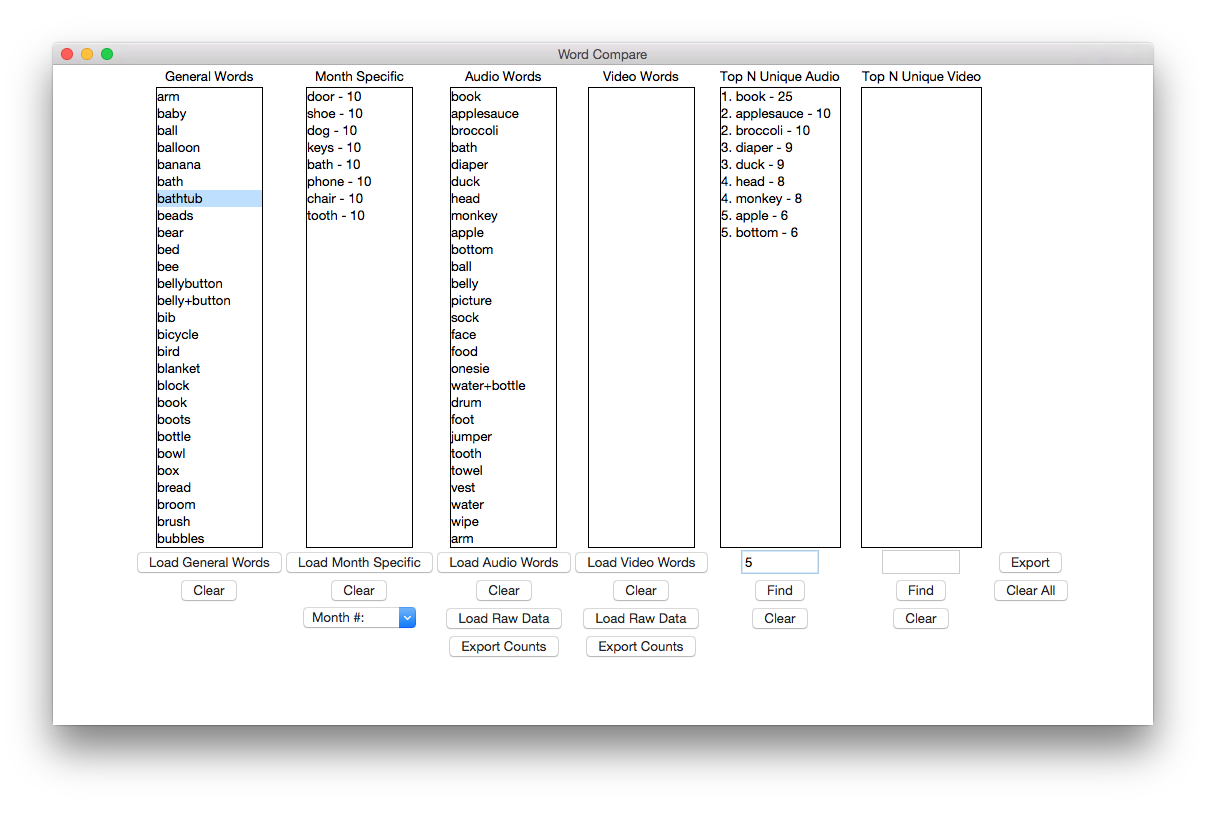 Word Compare
General Words
arm
baby
ball
balloon
banana
bath
bathtub
beads
bear
bed
bee
bellybutton
belly+button
bib
bicycle
bird
blanket
block
book
boots
bottle
bowl
box
bread
broom
brush
bubbles
Load General Words
Clear
Month Specific
door - 10
shoe - 10
dog - 10
keys - 10
bath - 10
phone - 10
chair - 10
tooth - 10
Load Month Specific
Clear
Month #:
Audio Words
book
applesauce
broccoli
bath
diaper
duck
head
monkey
apple
bottom
ball
belly
picture
sock
face
food
onesie
water+bottle
drum
foot
jumper
tooth
towel
vest
water
wipe
arm
Load Audio Words
Clear
Load Raw Data
Export Counts
Video Words
Load Video Words
Clear
Load Raw Data
Export Counts
Top N Unique Audio
1. book - 25
2. applesauce - 10
2. broccoli - 10
3. diaper - 9
3. duck - 9
4. head - 8
4. monkey - 8
5. apple - 6
5. bottom - 6
5
Find
Clear
Top N Unique Video
Find
Clear
Export
Clear All